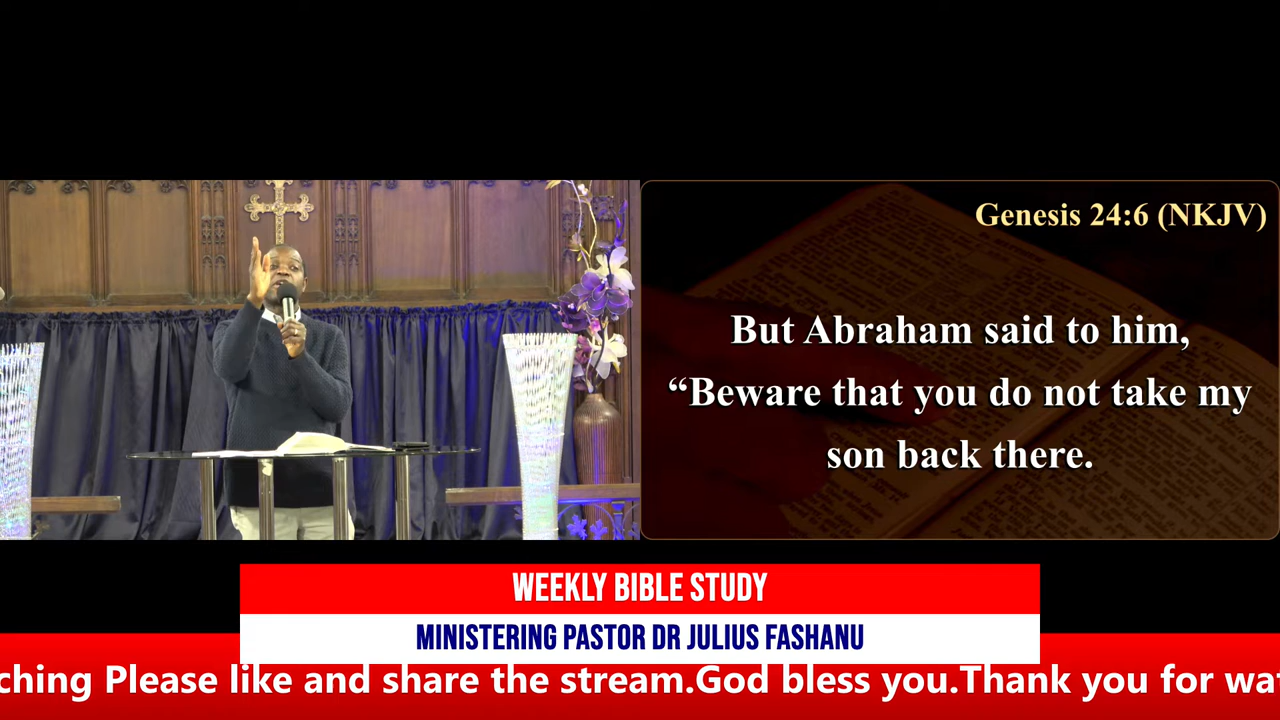 Genesis 24:6 (NKJV)
But Abraham said to him,
“Beware that you do not take my
son back there.
WEEKLY BIBLE STUDY
MINISTERING PASTOR DR JULIUS FASHANU
ching Please like and share the stream.God bless you.Thank you for wat